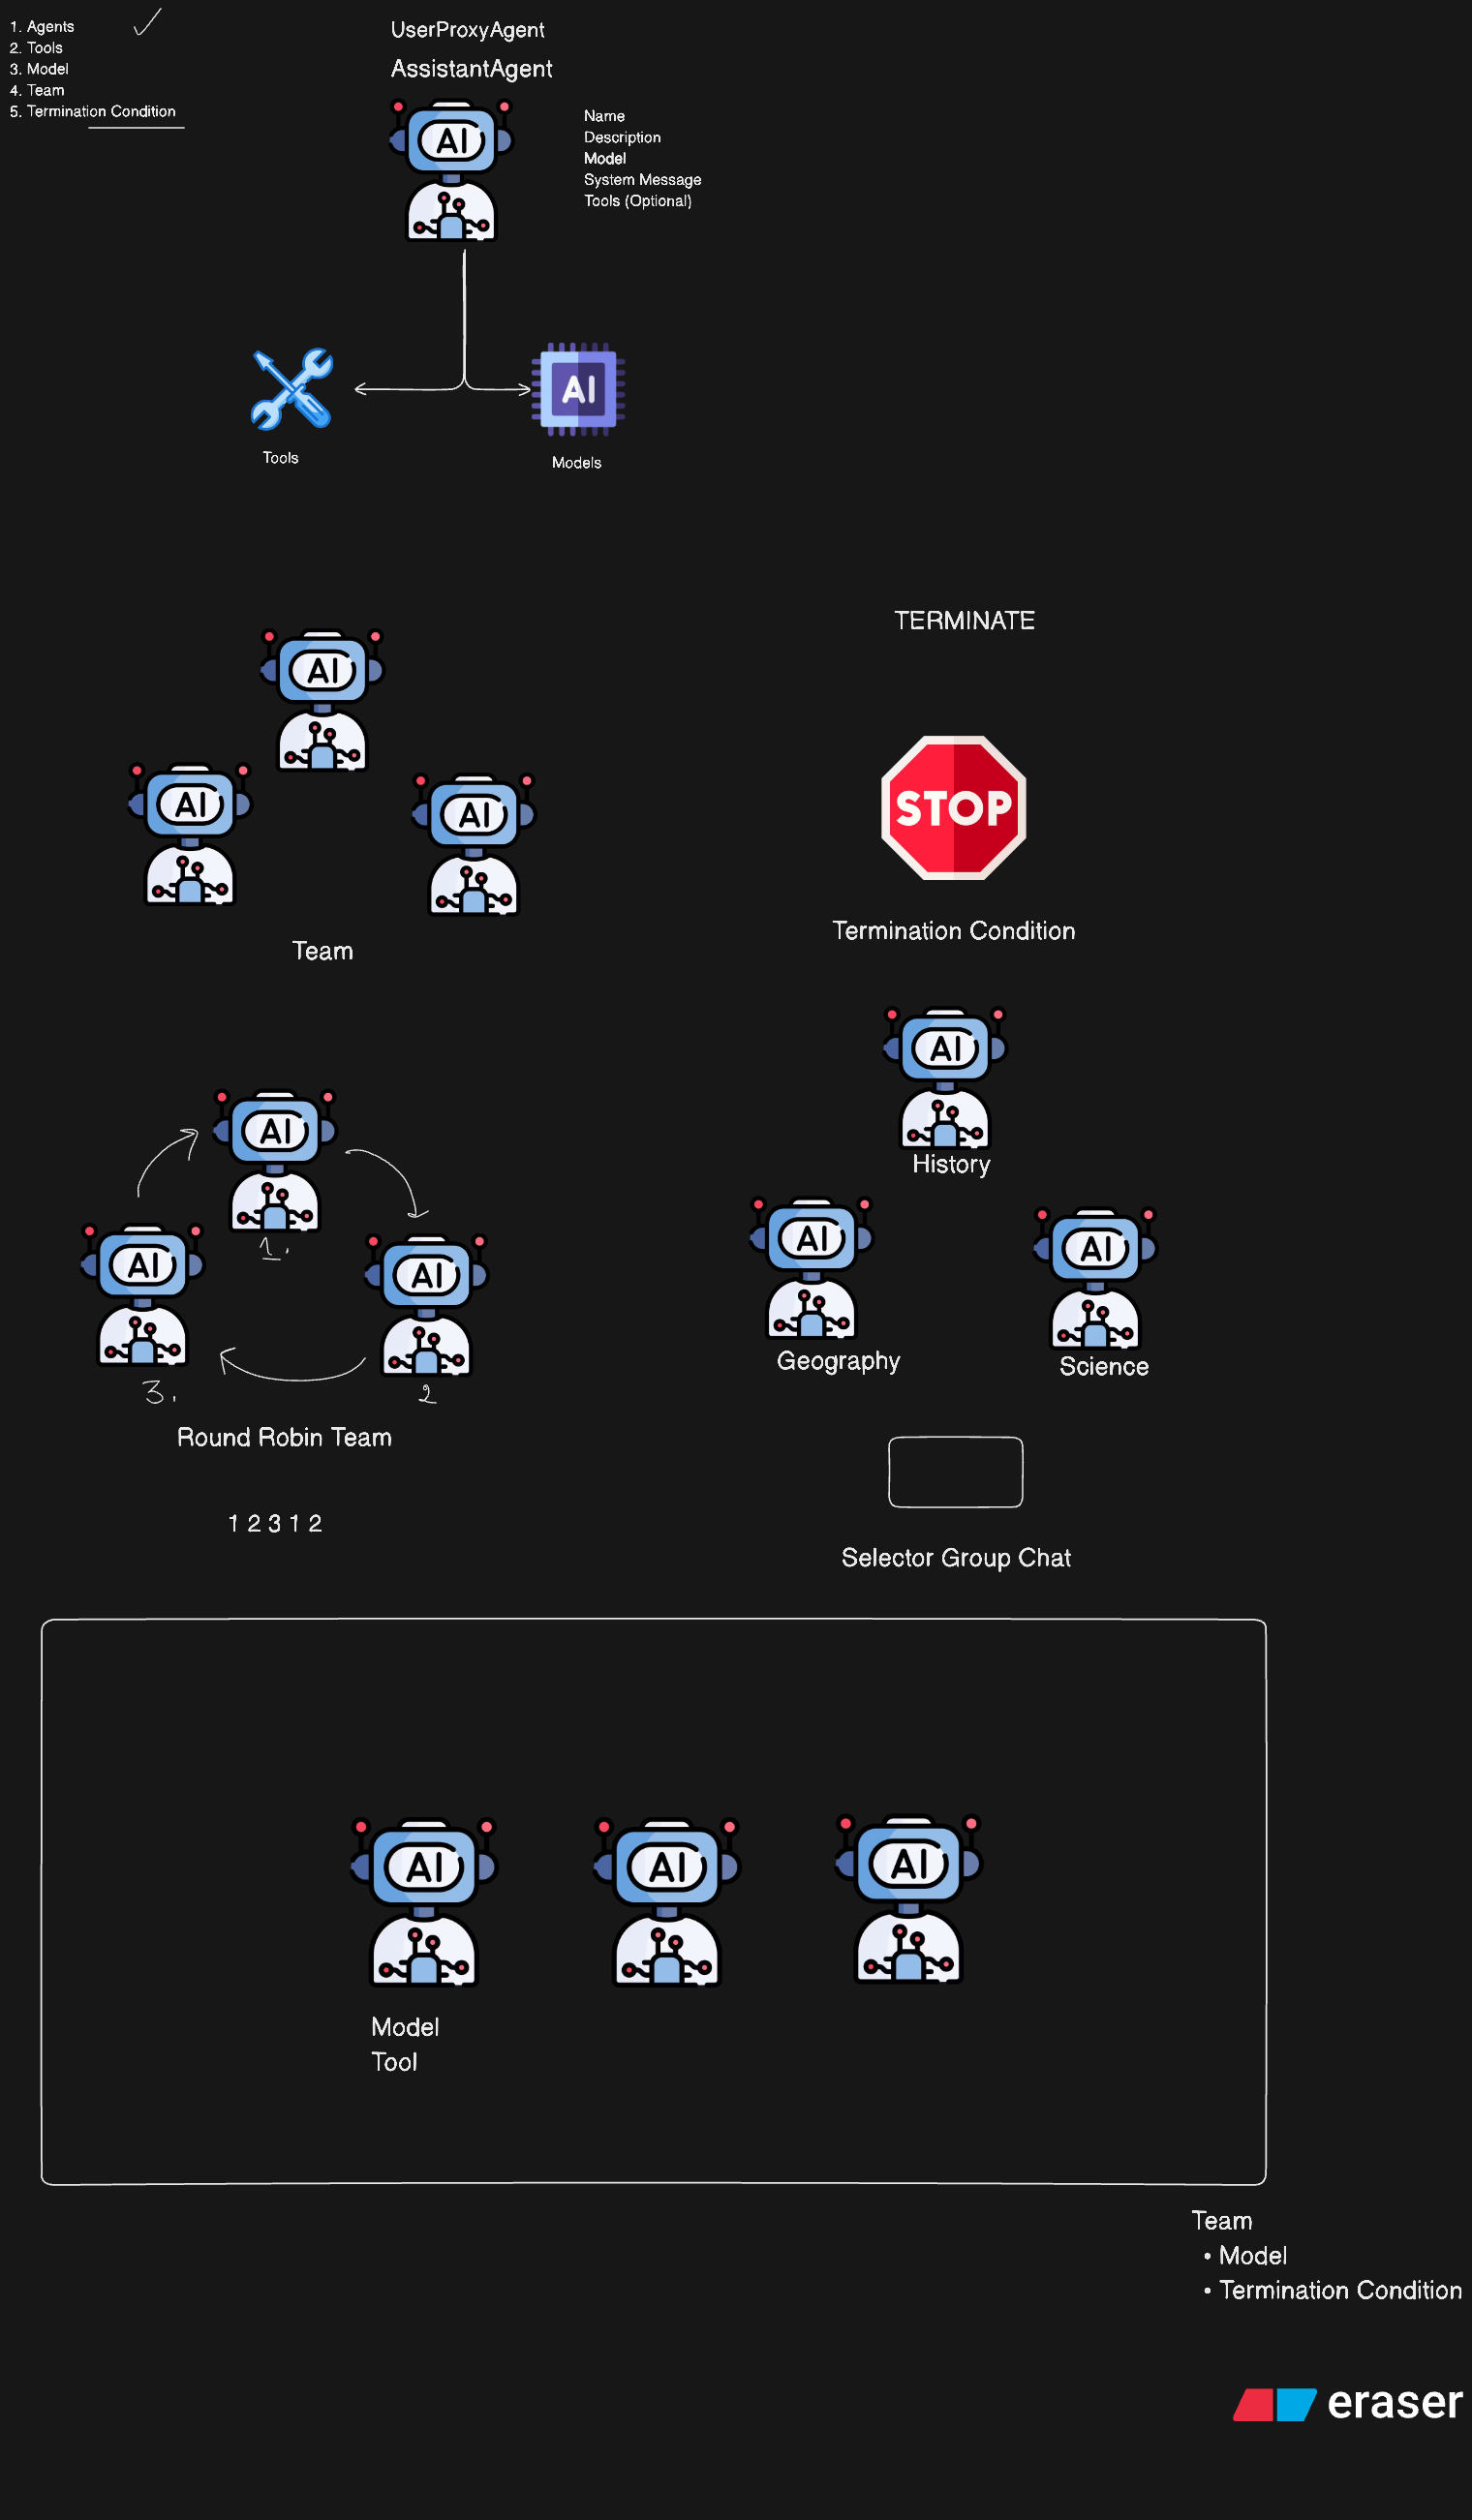 1. Agents
2. Tools
3. Model
4. Team
5. Termination Condition
UserProxyAgent
AssistantAgent
AI
Name
Description
Model
System Message
Tools (Optional)
AI
Tools
Models
AI
AI
AI
Team
TERMINATE
STOP
Termination Condition
AI
1.
AI
AI
3.
2
Round Robin Team
1 2 3 1 2
AI
History
AI
AI
Geography
Science
Selector Group Chat
AI
AI
AI
Model
Tool
Team
• Model
• Termination Condition
eraser